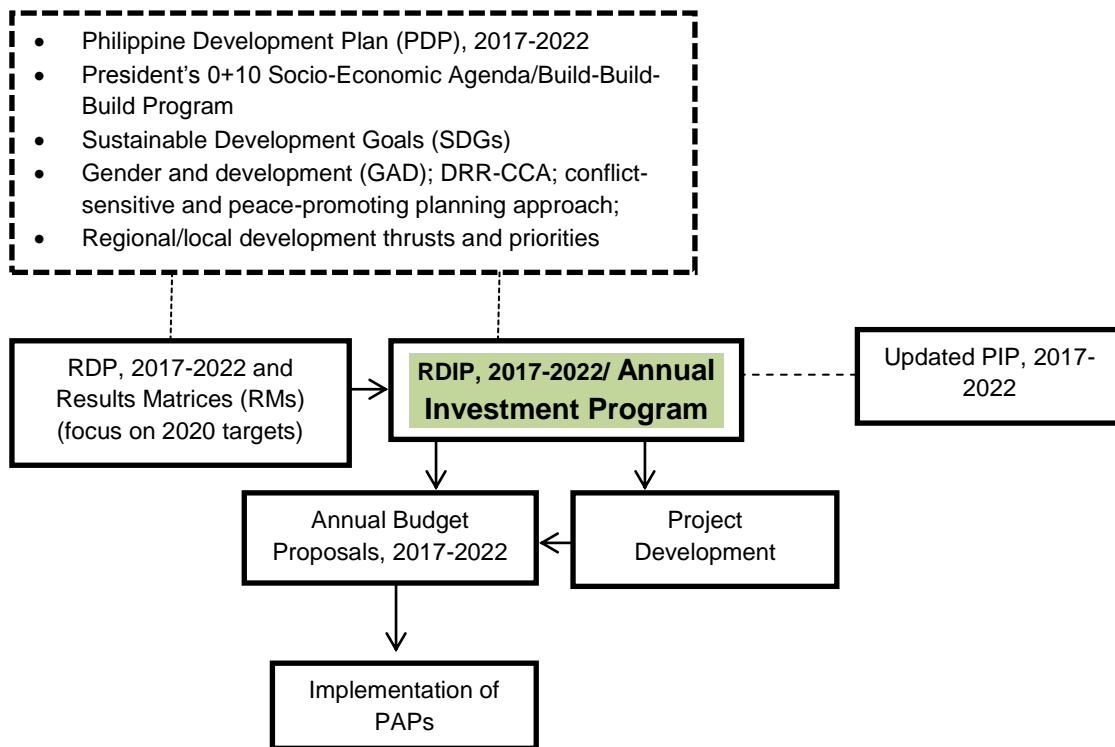 • Philippine Development Plan (PDP), 2017-2022
• President's 0+10 Socio-Economic Agenda/Build-Build-
Build Program
• Sustainable Development Goals (SDGs)
• Gender and development (GAD); DRR-CCA; conflict-
sensitive and peace-promoting planning approach;
• Regional/local development thrusts and priorities
RDP, 2017-2022 and
Results Matrices (RMs)
(focus on 2020 targets)
RDIP, 2017-2022/ Annual
Investment Program
Updated PIP, 2017-
2022
Annual Budget
Proposals, 2017-2022
Project
Development
Implementation of
PAPs